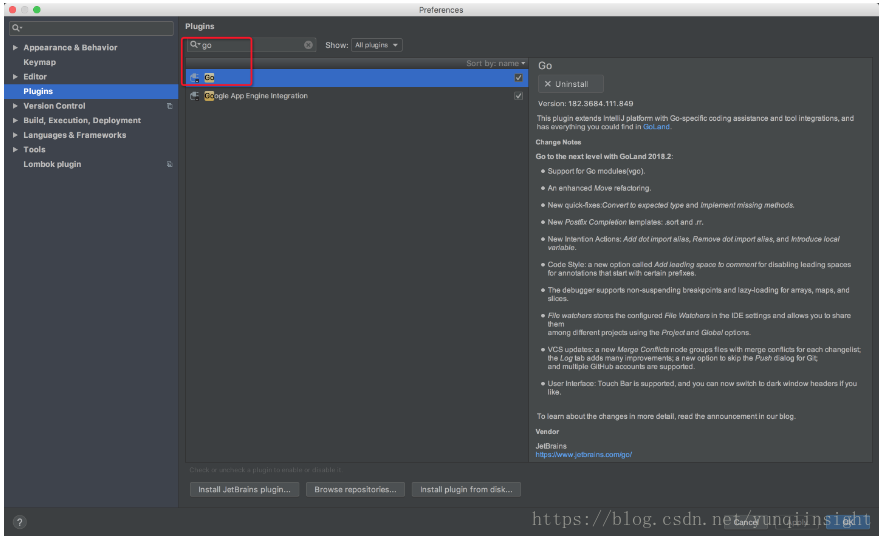 Preferences
Plugins
go
Show: All plugins
Appearance & Behavior
Keymap
Editor
Plugins
Version Control
Build, Execution, Deployment
Languages & Frameworks
Tools
Lombok plugin
Sort by: name
Go
Google App Engine Integration
Go
Uninstall
Version: 182.3684.111.849
This plugin extends IntelliJ platform with Go-specific coding assistance and tool integrations, and
has everything you could find in GoLand.
Change Notes
Go to the next level with GoLand 2018.2:
Support for Go modules(vgo).
An enhanced Move refactoring.
New quick-fixes:Convert to expected type and Implement missing methods.
New Postfix Completion templates: .sort and .rr.
New Intention Actions: Add dot import alias, Remove dot import alias, and Introduce local
variable.
Code Style: a new option called Add leading space to comment for disabling leading spaces
for annotations that start with certain prefixes.
The debugger supports non-suspending breakpoints and lazy-loading for arrays, maps, and
slices.
File watchers stores the configured File Watchers in the IDE settings and allows you to share
them
among different projects using the Project and Global options.
VCS updates: a new Merge Conflicts node groups files with merge conflicts for each changelist;
the Log tab adds many improvements; a new option to skip the Push dialog for Git;
and multiple GitHub accounts are supported.
User Interface: Touch Bar is supported, and you can now switch to dark window headers if you
like.
To learn about the changes in more detail, read the announcement in our blog.
Vendor
JetBrains
https://www.jetbrains.com/go/
Check or uncheck a plugin to enable or disable it.
Install JetBrains plugin...
Browse repositories...
Install plugin from disk...
?
Cancel
Apply
OK
https://blog.csdn.net/yunqiinsight